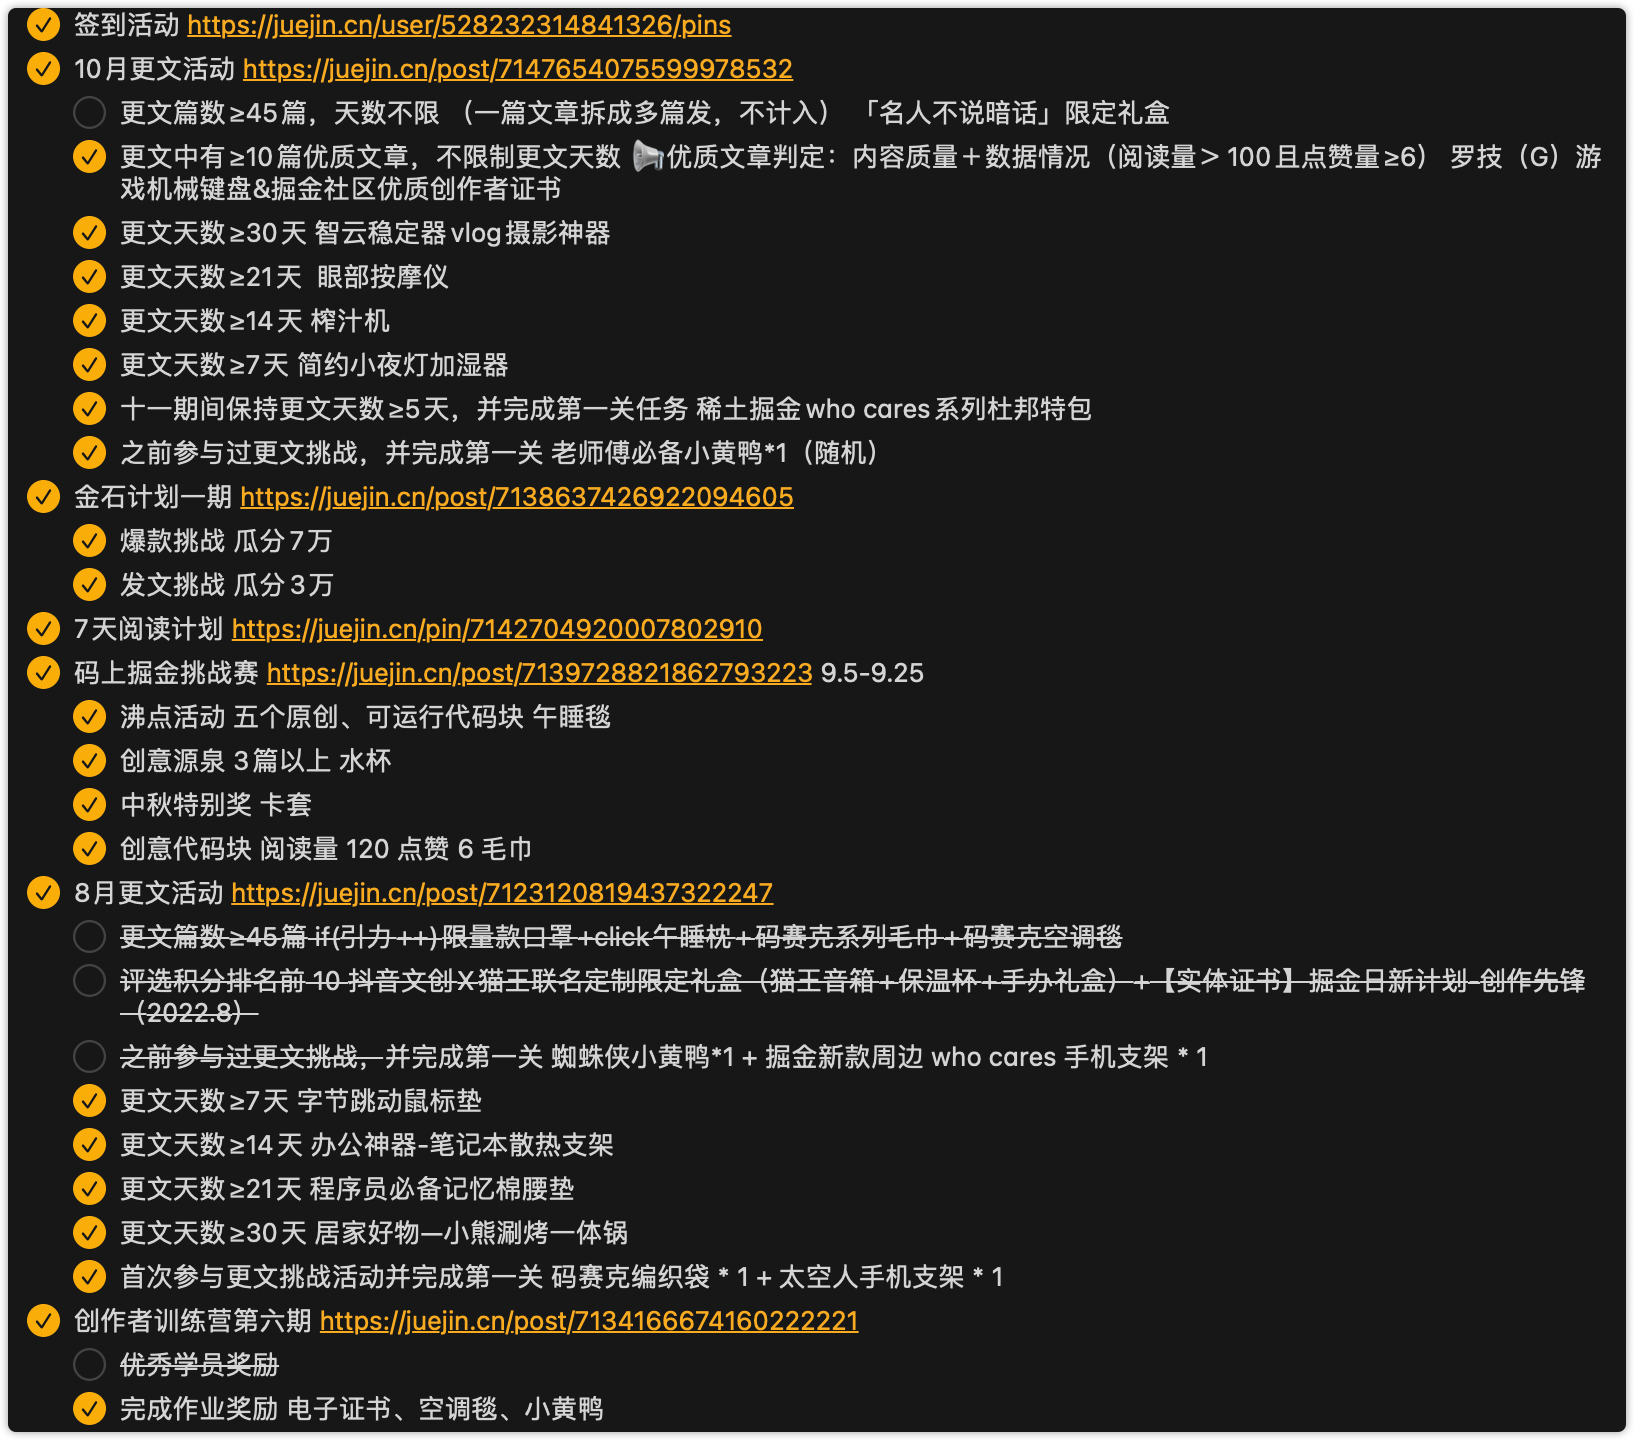 签到活动 https://juejin.cn/user/528232314841326/pins
10月更文活动 https://juejin.cn/post/7147654075599978532
更文篇数≥45篇，天数不限 （一篇文章拆成多篇发，不计入） 「名人不说暗话」限定礼盒
更文中有≥10篇优质文章，不限制更文天数 📢优质文章判定：内容质量＋数据情况（阅读量＞100且点赞量≥6） 罗技（G）游
戏机械键盘&掘金社区优质创作者证书
更文天数≥30天 智云稳定器vlog摄影神器
更文天数≥21天  眼部按摩仪
更文天数≥14天 榨汁机
更文天数≥7天 简约小夜灯加湿器
十一期间保持更文天数≥5天，并完成第一关任务 稀土掘金who cares系列杜邦特包
之前参与过更文挑战，并完成第一关 老师傅必备小黄鸭*1（随机）
金石计划一期 https://juejin.cn/post/7138637426922094605
爆款挑战 瓜分7万
发文挑战 瓜分3万
7天阅读计划 https://juejin.cn/pin/7142704920007802910
码上掘金挑战赛 https://juejin.cn/post/7139728821862793223 9.5-9.25
沸点活动 五个原创、可运行代码块 午睡毯
创意源泉 3篇以上 水杯
中秋特别奖 卡套
创意代码块 阅读量 120 点赞 6 毛巾
8月更文活动 https://juejin.cn/post/7123120819437322247
更文篇数≥45篇 if(引力++)限量款口罩+click午睡枕+码赛克系列毛巾+码赛克空调毯
评选积分排名前 10 抖音文创X猫王联名定制限定礼盒（猫王音箱+保温杯+手办礼盒）+【实体证书】掘金日新计划-创作先锋
（2022.8）
之前参与过更文挑战，并完成第一关 蜘蛛侠小黄鸭*1 + 掘金新款周边 who cares 手机支架 * 1
更文天数≥7天 字节跳动鼠标垫
更文天数≥14天 办公神器-笔记本散热支架
更文天数≥21天 程序员必备记忆棉腰垫
更文天数≥30天 居家好物—小熊涮烤一体锅
首次参与更文挑战活动并完成第一关 码赛克编织袋 * 1 + 太空人手机支架 * 1
创作者训练营第六期 https://juejin.cn/post/7134166674160222221
优秀学员奖励
完成作业奖励 电子证书、空调毯、小黄鸭